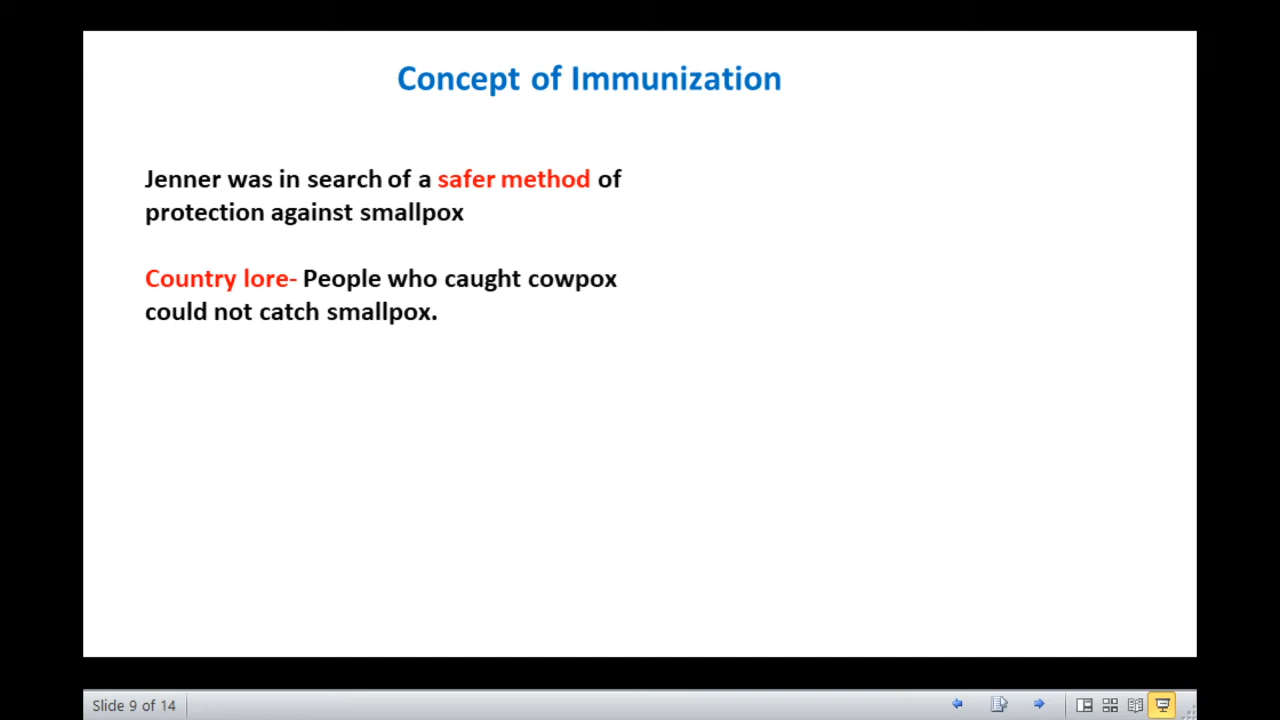 Concept of Immunization
Jenner was in search of a safer method of
protection against smallpox
Country lore- People who caught cowpox
could not catch smallpox.
Slide 9 of 14